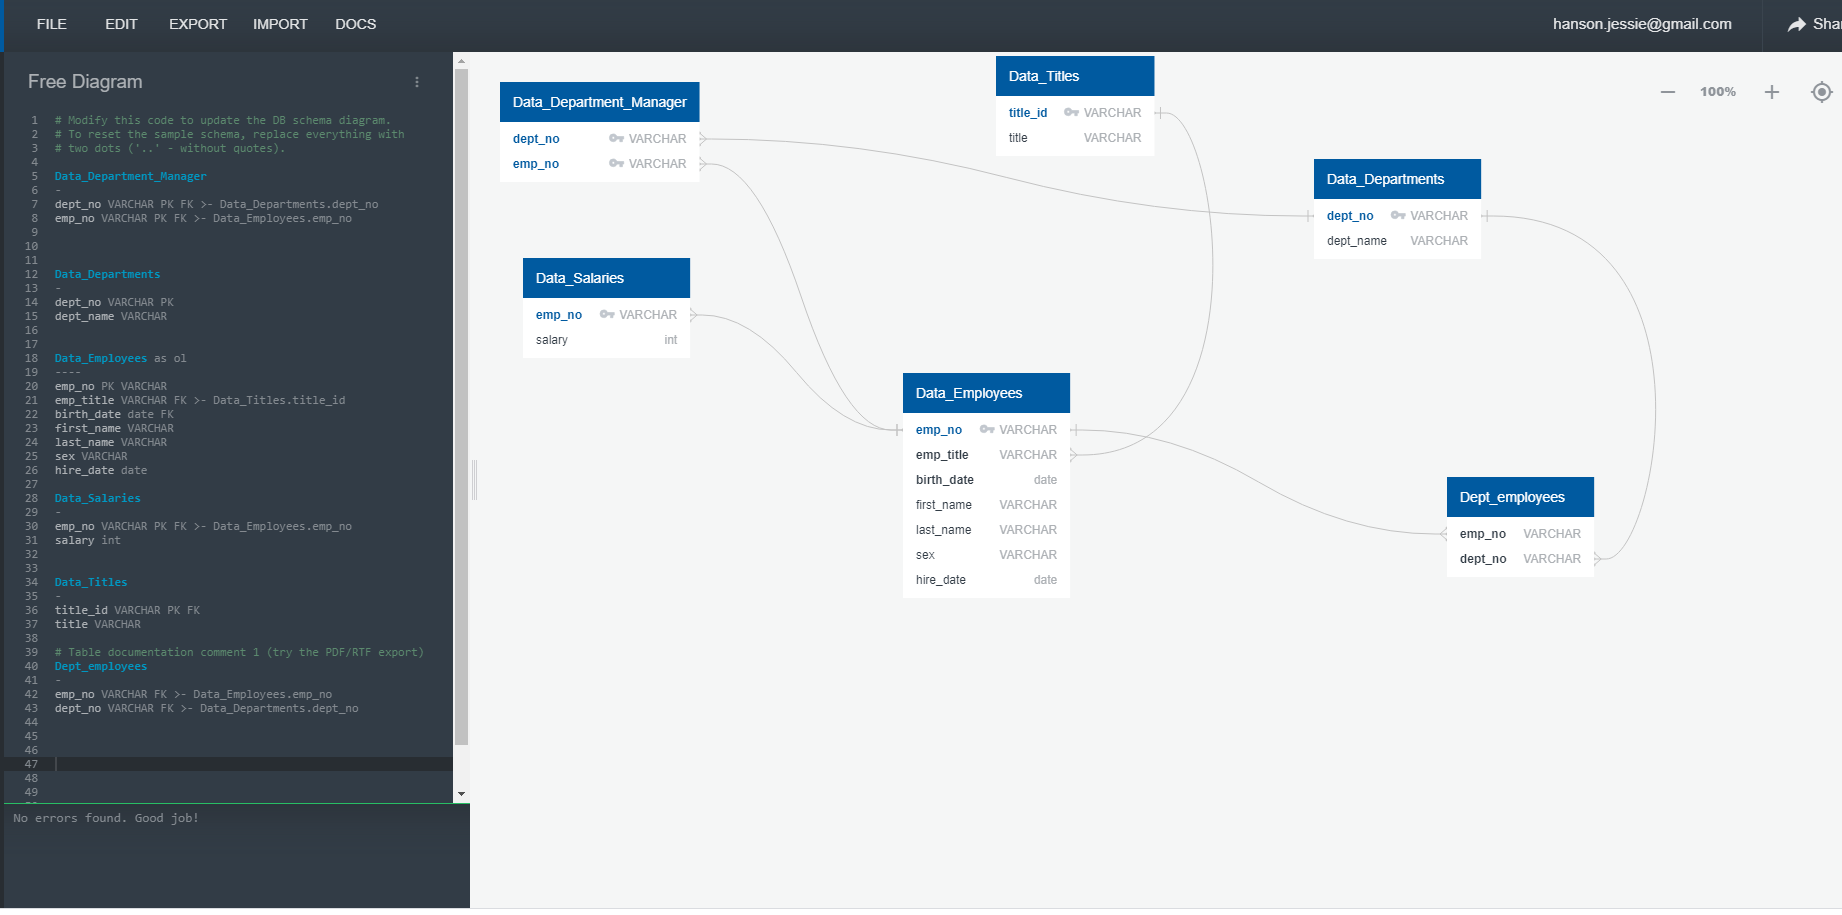 FILE EDIT EXPORT IMPORT DOCS hanson.jessie@gmail.com Shar
Free Diagram
1 # Modify this code to update the DB schema diagram.
2 # To reset the sample schema, replace everything with
3 # two dots ('..' - without quotes).
4
5 Data_Department_Manager
6 -
7 dept_no VARCHAR PK FK >- Data_Departments.dept_no
8 emp_no VARCHAR PK FK >- Data_Employees.emp_no
9
10
11
12 Data_Departments
13 -
14 dept_no VARCHAR PK
15 dept_name VARCHAR
16
17
18 Data_Employees as ol
19 ----
20 emp_no PK VARCHAR
21 emp_title VARCHAR FK >- Data_Titles.title_id
22 birth_date date FK
23 first_name VARCHAR
24 last_name VARCHAR
25 sex VARCHAR
26 hire_date date
27
28 Data_Salaries
29 -
30 emp_no VARCHAR PK FK >- Data_Employees.emp_no
31 salary int
32
33
34 Data_Titles
35 -
36 title_id VARCHAR PK FK
37 title VARCHAR
38
39 # Table documentation comment 1 (try the PDF/RTF export)
40 Dept_employees
41 -
42 emp_no VARCHAR FK >- Data_Employees.emp_no
43 dept_no VARCHAR FK >- Data_Departments.dept_no
44
45
46
47
48
49
No errors found. Good job!
Data_Department_Manager
dept_no VARCHAR
emp_no VARCHAR
Data_Titles
title_id VARCHAR
title VARCHAR
100%
Data_Departments
dept_no VARCHAR
dept_name VARCHAR
Data_Salaries
emp_no VARCHAR
salary int
Data_Employees
emp_no VARCHAR
emp_title VARCHAR
birth_date date
first_name VARCHAR
last_name VARCHAR
sex VARCHAR
hire_date date
Dept_employees
emp_no VARCHAR
dept_no VARCHAR